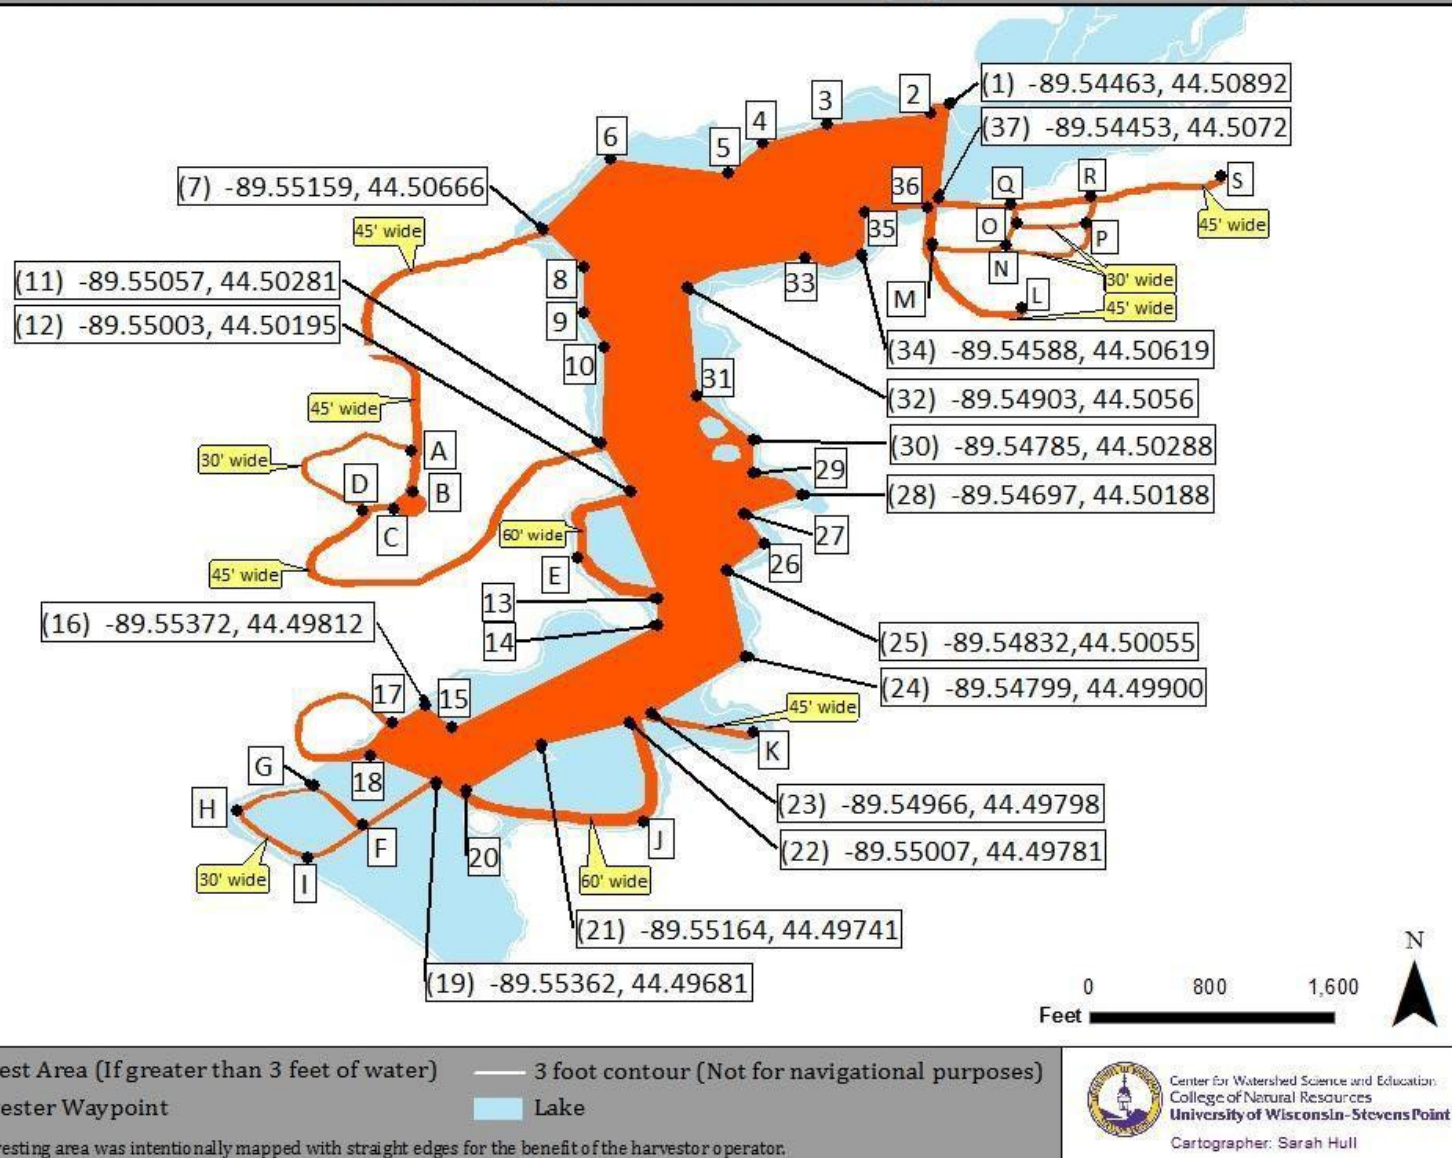 (1) -89.54463, 44.50892
2
3
4
(37) -89.54453, 44.5072
6
5
(7) -89.55159, 44.50666
36
Q
R
S
45' wide
35
O
P
45' wide
(11) -89.55057, 44.50281
8
33
N
30' wide
M
L
45' wide
(12) -89.55003, 44.50195
9
10
(34) -89.54588, 44.50619
31
(32) -89.54903, 44.5056
45' wide
A
(30) -89.54785, 44.50288
30' wide
29
D
B
(28) -89.54697, 44.50188
C
60' wide
27
26
E
45' wide
13
(16) -89.55372, 44.49812
14
(25) -89.54832,44.50055
(24) -89.54799, 44.49900
17
15
45' wide
K
G
18
H
(23) -89.54966, 44.49798
F
J
20
(22) -89.55007, 44.49781
30' wide
I
60' wide
(21) -89.55164, 44.49741
(19) -89.55362, 44.49681
N
0 800 1,600
Feet
est Area (If greater than 3 feet of water)
3 foot contour (Not for navigational purposes)
ester Waypoint
Lake
vesting area was intentionally mapped with straight edges for the benefit of the harvestor operator.
Center for Watershed Science and Education
College of Natural Resources
University of Wisconsin-Stevens Point
Cartographer: Sarah Hull